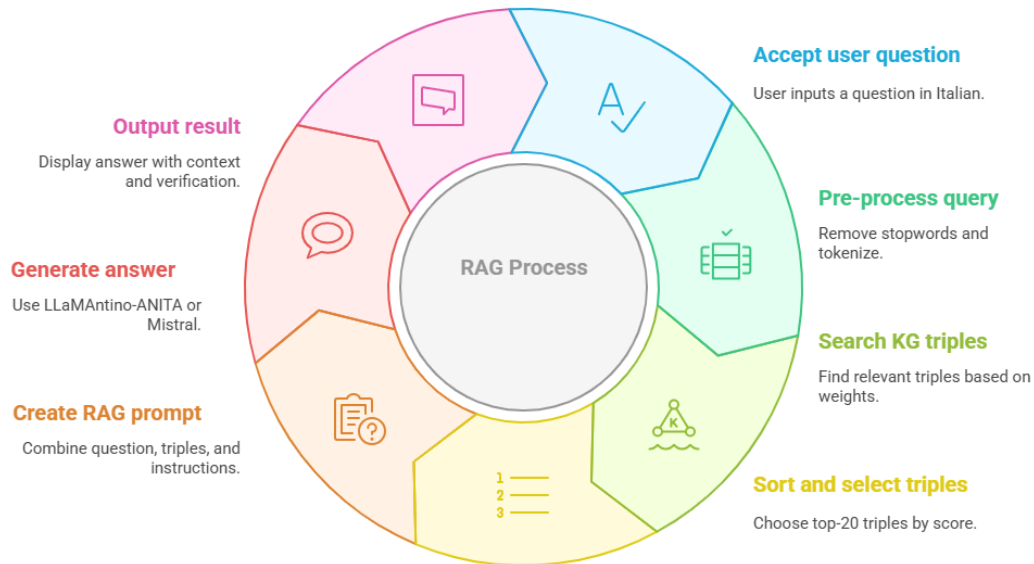 Accept user question
User inputs a question in Italian.
Pre-process query
Remove stopwords and
tokenize.
Search KG triples
Find relevant triples based on
weights.
Sort and select triples
Choose top-20 triples by score.
Create RAG prompt
Combine question, triples, and
instructions.
Generate answer
Use LLaMAntino-ANITA or
Mistral.
Output result
Display answer with context
and verification.
RAG Process
A
K
1
2
3
?